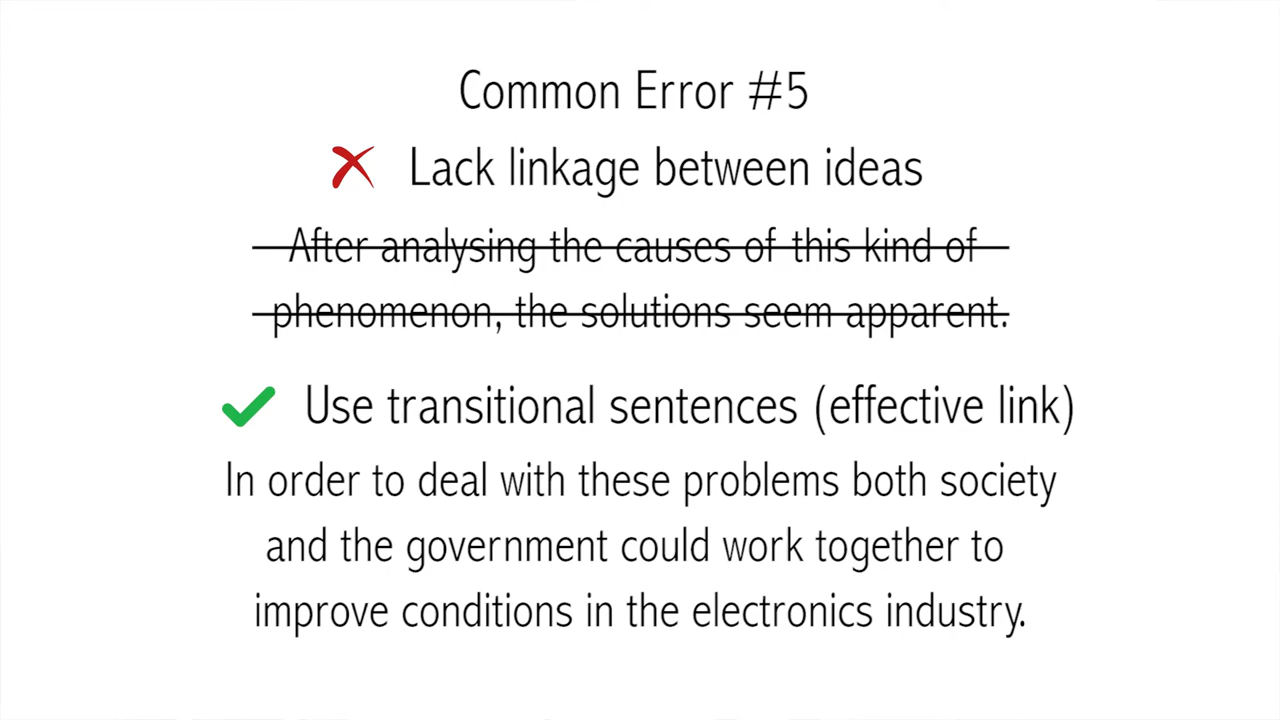 Common Error #5
Lack linkage between ideas
After analysing the causes of this kind of
phenomenon, the solutions seem apparent.
Use transitional sentences (effective link)
In order to deal with these problems both society
and the government could work together to
improve conditions in the electronics industry.